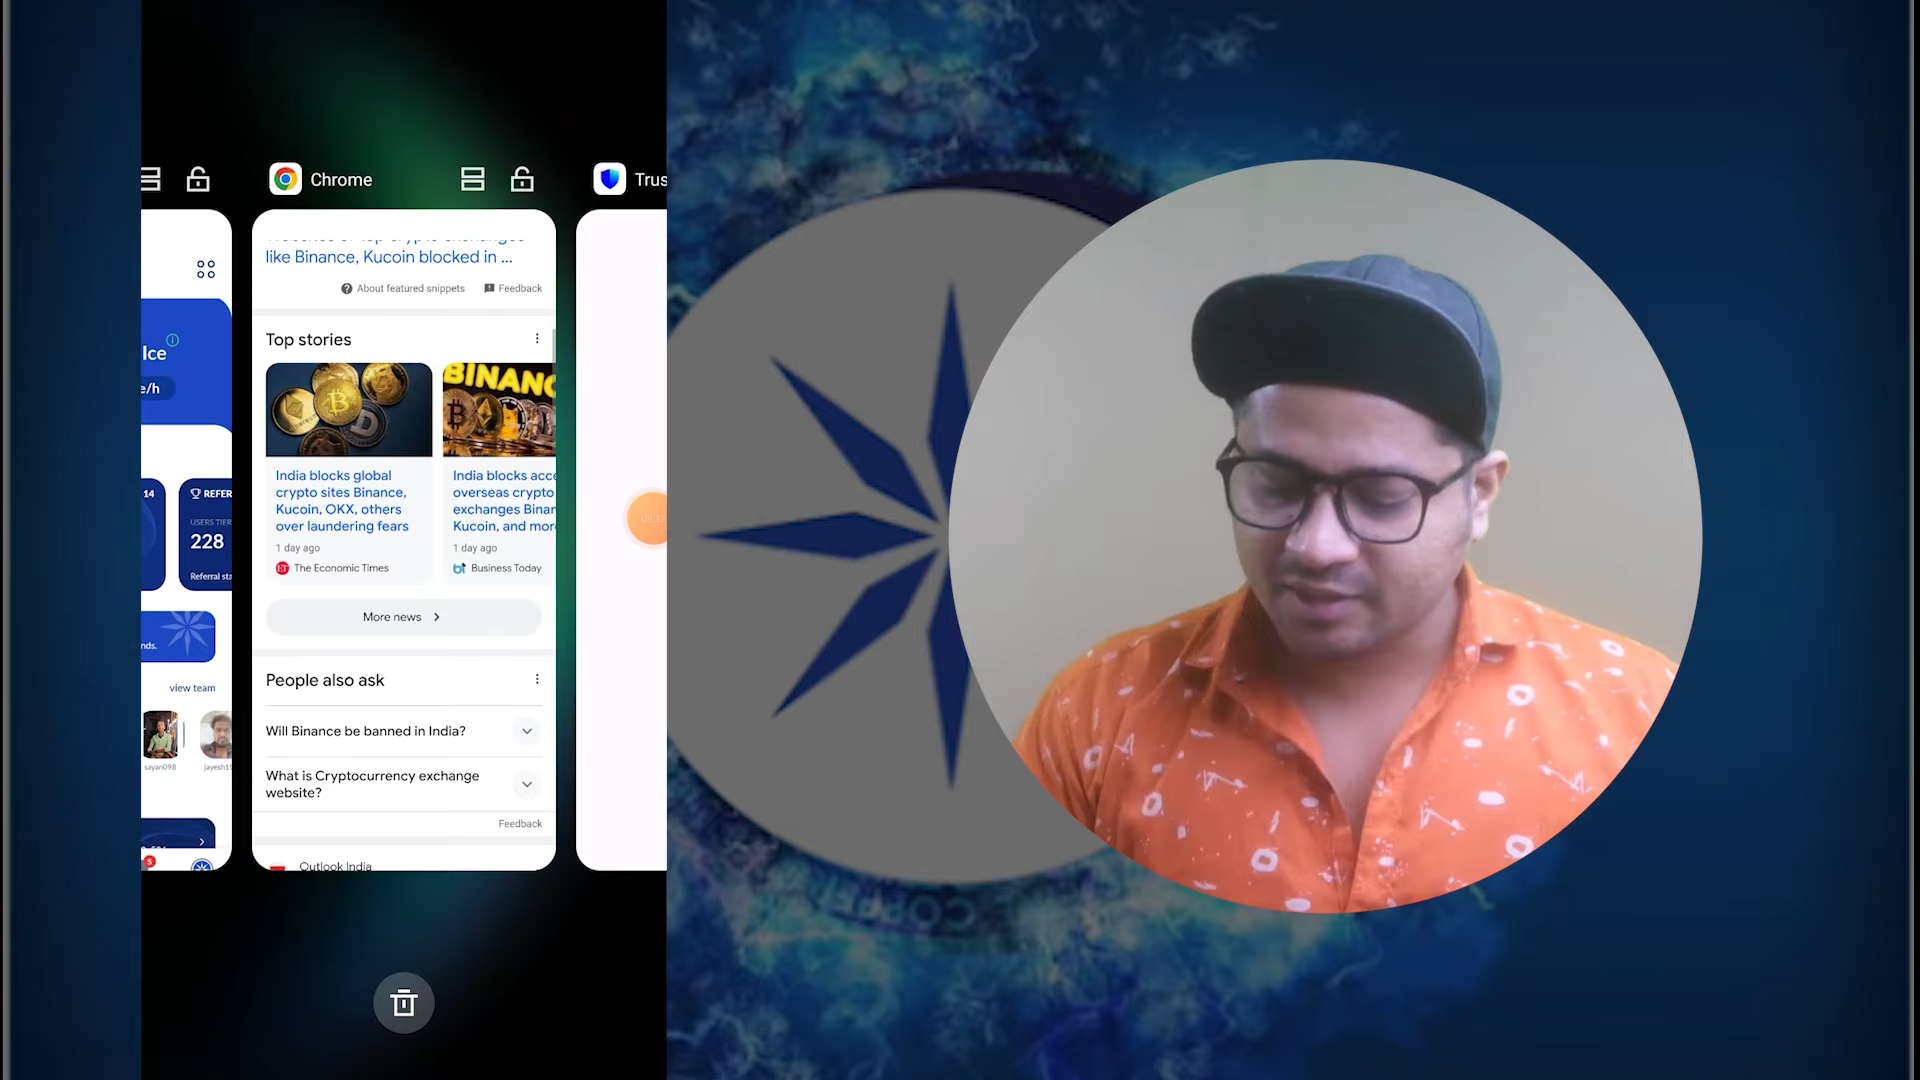 Chrome
Trus
like Binance, Kucoin blocked in ...
About featured snippets
Feedback
Top stories
Ice
e/h
India blocks global
crypto sites Binance,
Kucoin, OKX, others
over laundering fears
1 day ago
The Economic Times
BINANC
India blocks acce
overseas crypto
exchanges Binan
Kucoin, and mor
1 day ago
Business Today
14
REFER
USERS TIER
228
Referral sta
More news
nds.
view team
People also ask
Will Binance be banned in India?
sayan098
jayesh19
What is Cryptocurrency exchange
website?
Feedback
5
Outlook India